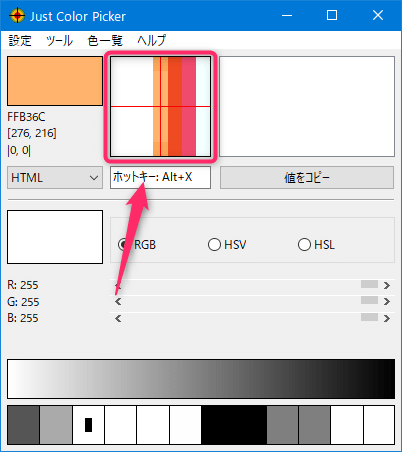 Just Color Picker
設定 ツール 色一覧 ヘルプ
FFB36C
[276, 216]
|0, 0|
HTML
ホットキー: Alt+X
値をコピー
RGB
HSV
HSL
R: 255
G: 255
B: 255